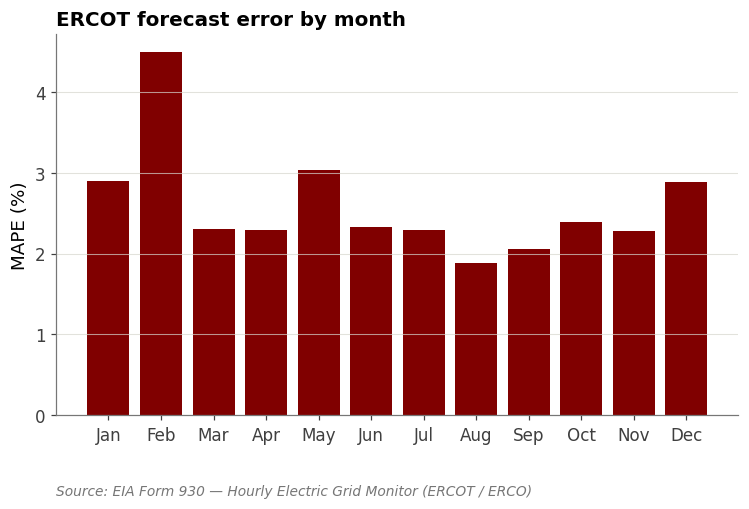 ERCOT forecast error by month
MAPE (%)
4
3
2
1
0
Jan Feb Mar Apr May Jun Jul Aug Sep Oct Nov Dec
Source: EIA Form 930 — Hourly Electric Grid Monitor (ERCOT / ERCO)